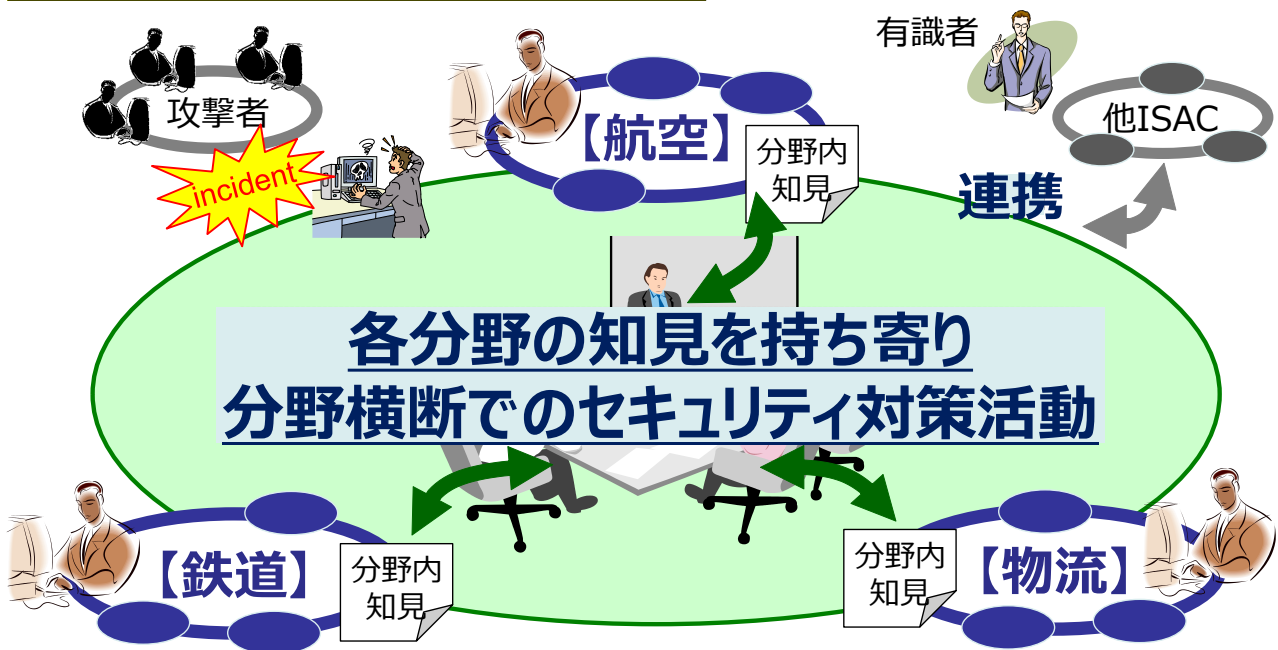 有識者
攻撃者
他ISAC
【航空】
分野内
知見
incident
連携
各分野の知見を持ち寄り
分野横断でのセキュリティ対策活動
【鉄道】
分野内
知見
分野内
知見
【物流】